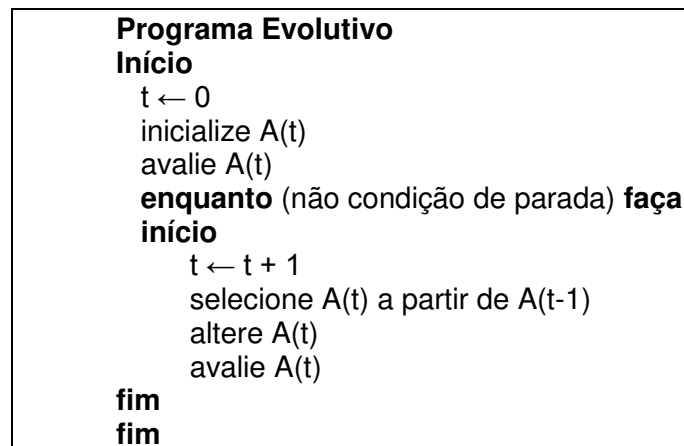 Programa Evolutivo
Início
t ← 0
inicialize A(t)
avalie A(t)
enquanto (não condição de parada) faça
início
t ← t + 1
selecione A(t) a partir de A(t-1)
altere A(t)
avalie A(t)
fim
fim